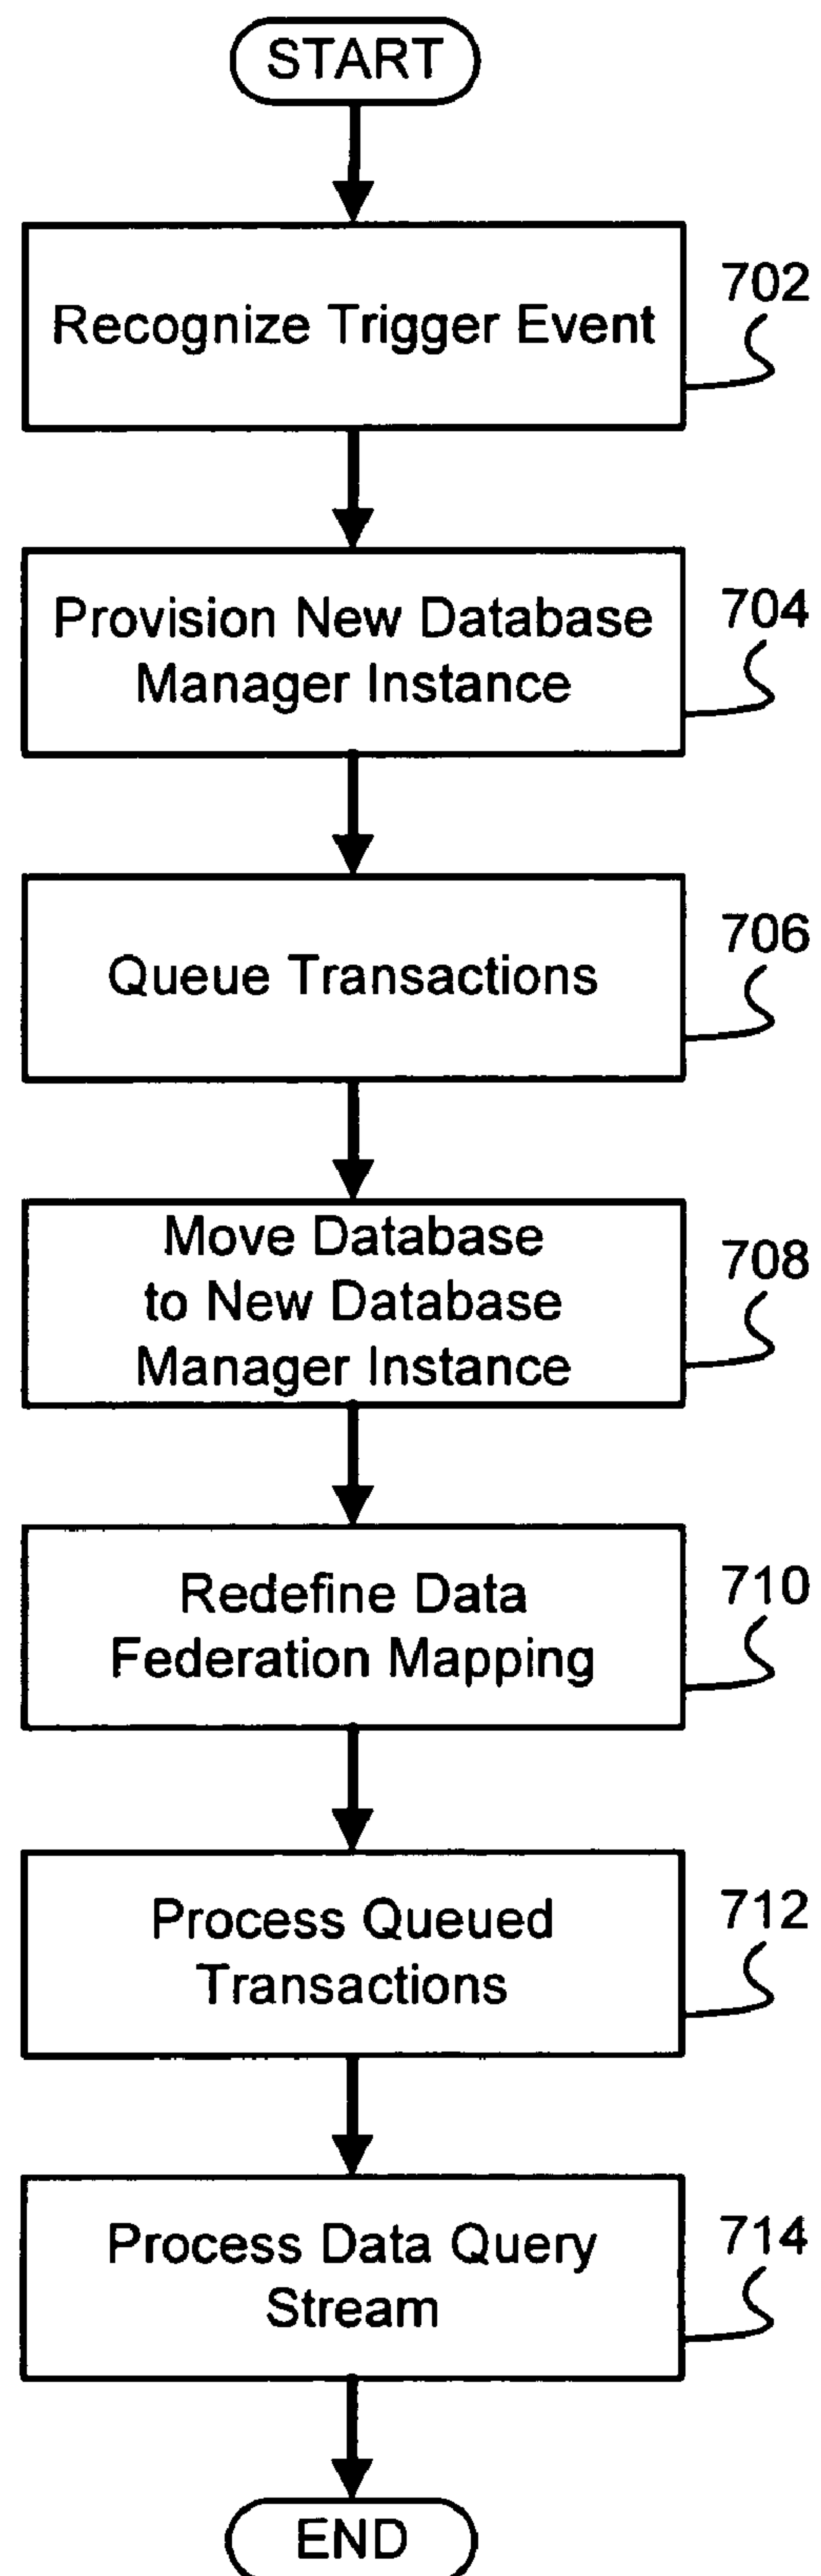 START
Recognize Trigger Event
702
Provision New Database
Manager Instance
704
Queue Transactions
706
Move Database
to New Database
Manager Instance
708
Redefine Data
Federation Mapping
710
Process Queued
Transactions
712
Process Data Query
Stream
714
END